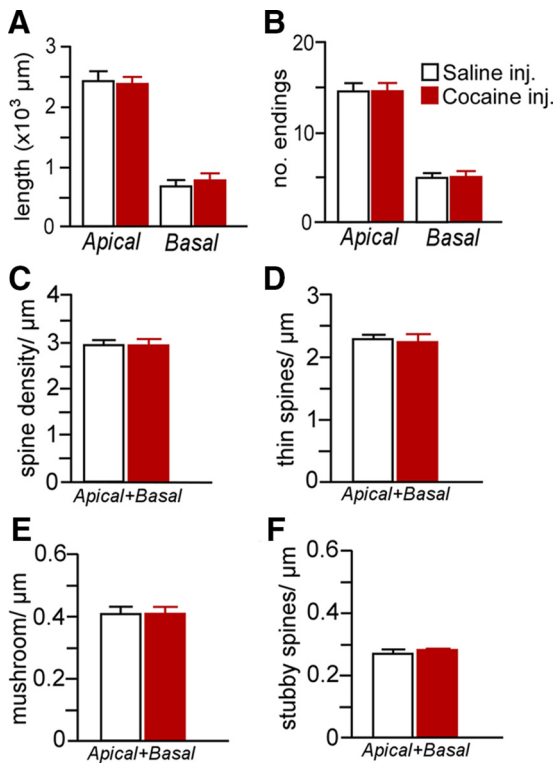 A
length (x10³ µm)
3
2
1
0
Apical Basal
B
no. endings
20
15
10
5
0
Apical Basal
Saline inj.
Cocaine inj.
C
spine density/ µm
4
3
2
1
0
Apical+Basal
D
thin spines/ µm
3
2
1
0
Apical+Basal
E
mushroom/ µm
0.6
0.4
0.2
0
Apical+Basal
F
stubby spines/ µm
0.6
0.4
0.2
0
Apical+Basal